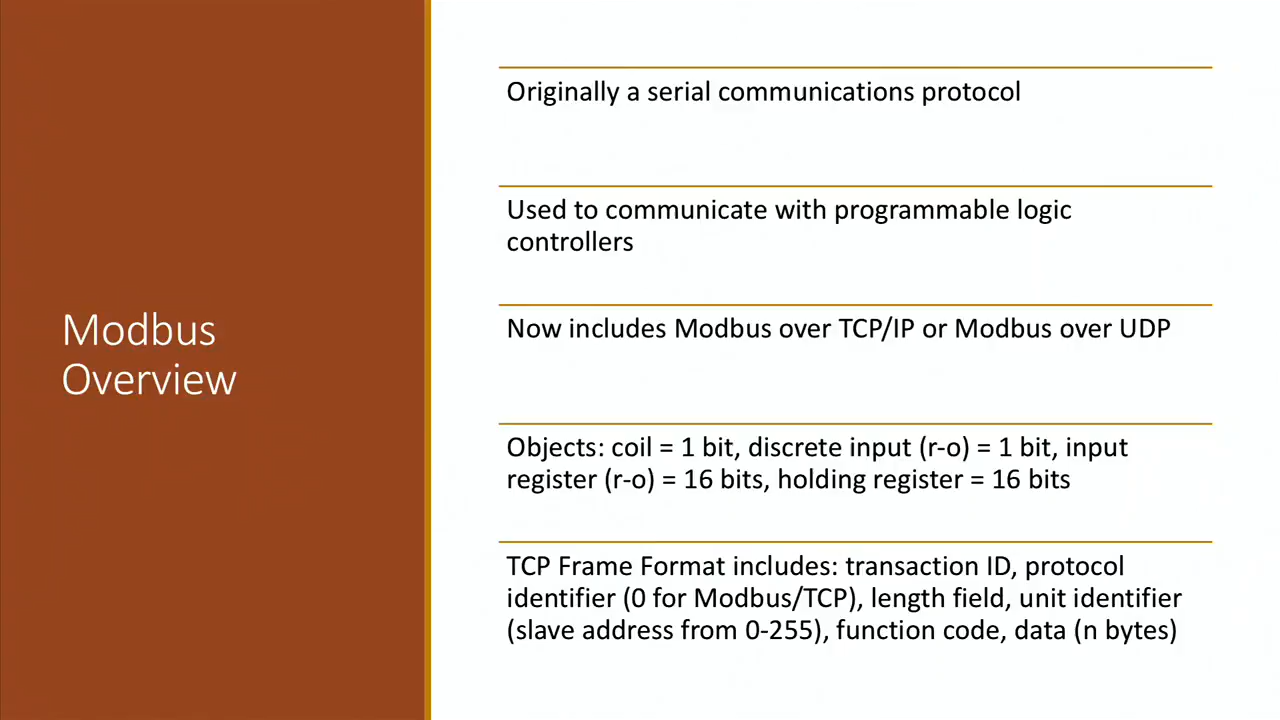 Modbus
Overview
Originally a serial communications protocol
Used to communicate with programmable logic
controllers
Now includes Modbus over TCP/IP or Modbus over UDP
Objects: coil = 1 bit, discrete input (r-o) = 1 bit, input
register (r-o) = 16 bits, holding register = 16 bits
TCP Frame Format includes: transaction ID, protocol
identifier (0 for Modbus/TCP), length field, unit identifier
(slave address from 0-255), function code, data (n bytes)